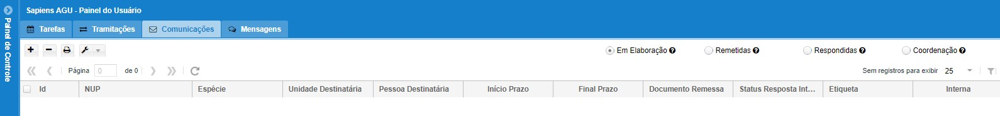 Painel de Controle
Sapiens AGU - Painel do Usuário
Tarefas Tramitações Comunicações Mensagens
Em Elaboração Remetidas Respondidas Coordenação
Página 0 de 0 Sem registros para exibir 25
Id NUP Espécie Unidade Destinatária Pessoa Destinatária Início Prazo Final Prazo Documento Remessa Status Resposta Int... Etiqueta Interna